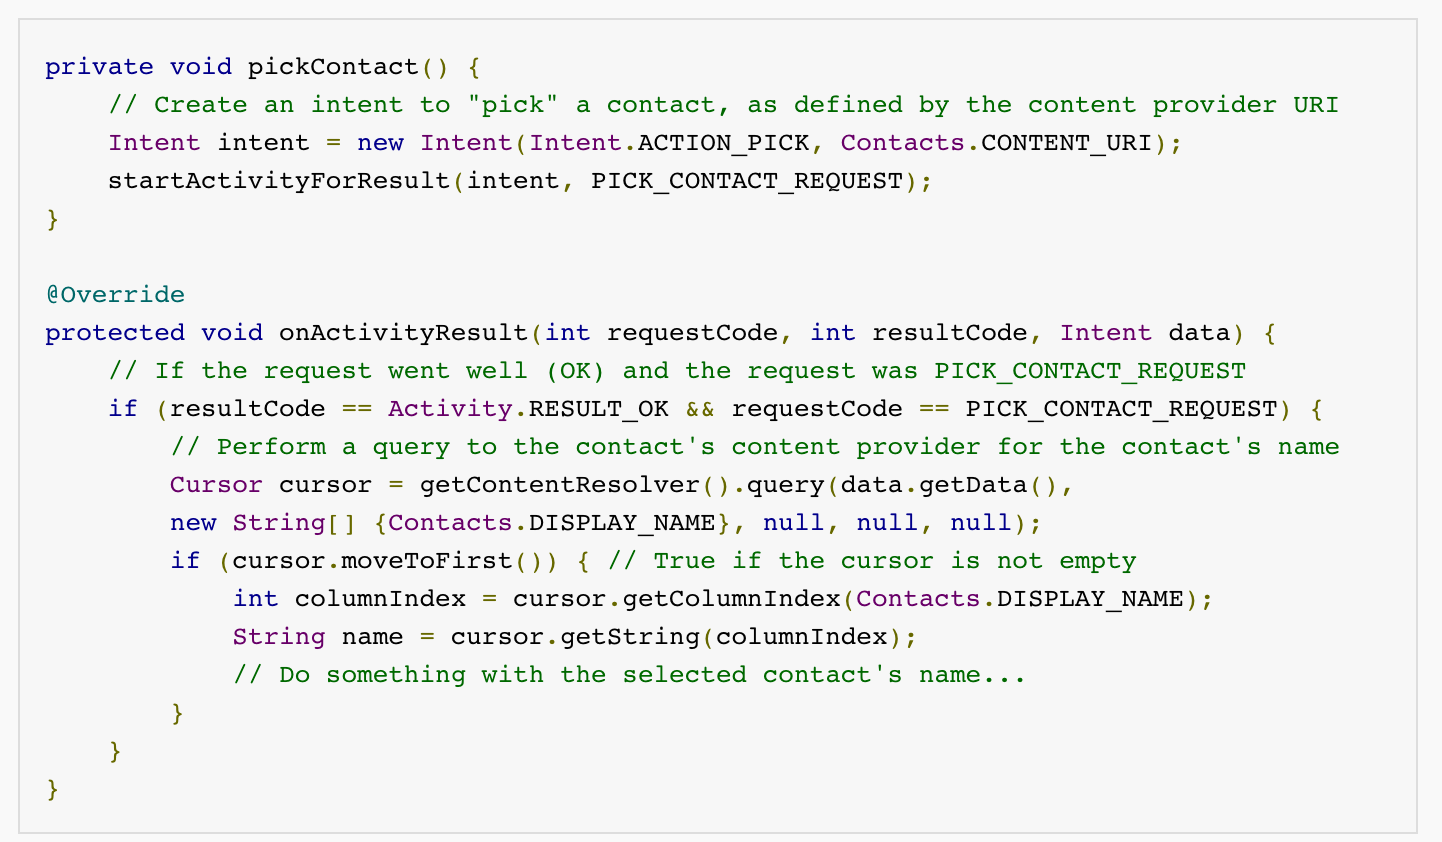 private void pickContact() {
    // Create an intent to "pick" a contact, as defined by the content provider URI
    Intent intent = new Intent(Intent.ACTION_PICK, Contacts.CONTENT_URI);
    startActivityForResult(intent, PICK_CONTACT_REQUEST);
}

@Override
protected void onActivityResult(int requestCode, int resultCode, Intent data) {
    // If the request went well (OK) and the request was PICK_CONTACT_REQUEST
    if (resultCode == Activity.RESULT_OK && requestCode == PICK_CONTACT_REQUEST) {
        // Perform a query to the contact's content provider for the contact's name
        Cursor cursor = getContentResolver().query(data.getData(),
        new String[] {Contacts.DISPLAY_NAME}, null, null, null);
        if (cursor.moveToFirst()) { // True if the cursor is not empty
            int columnIndex = cursor.getColumnIndex(Contacts.DISPLAY_NAME);
            String name = cursor.getString(columnIndex);
            // Do something with the selected contact's name...
        }
    }
}